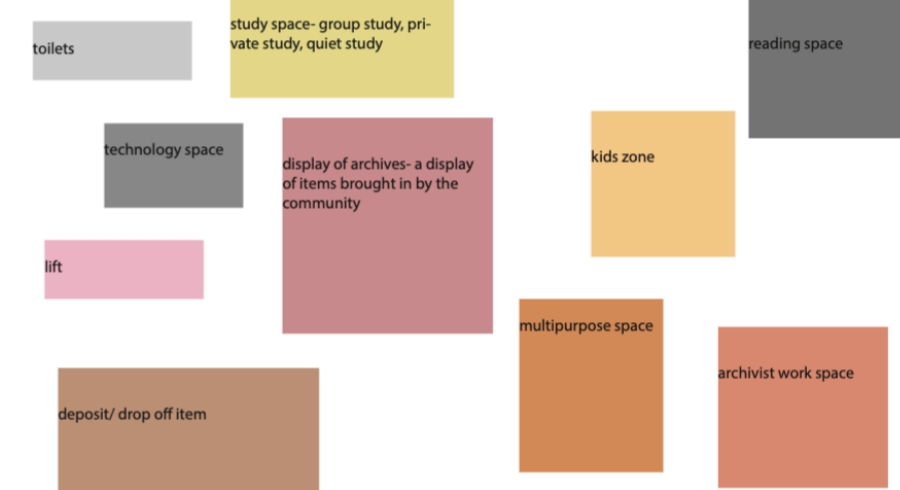 toilets
study space- group study, pri-
vate study, quiet study
reading space
technology space
display of archives- a display
of items brought in by the
community
kids zone
lift
multipurpose space
archivist work space
deposit/ drop off item